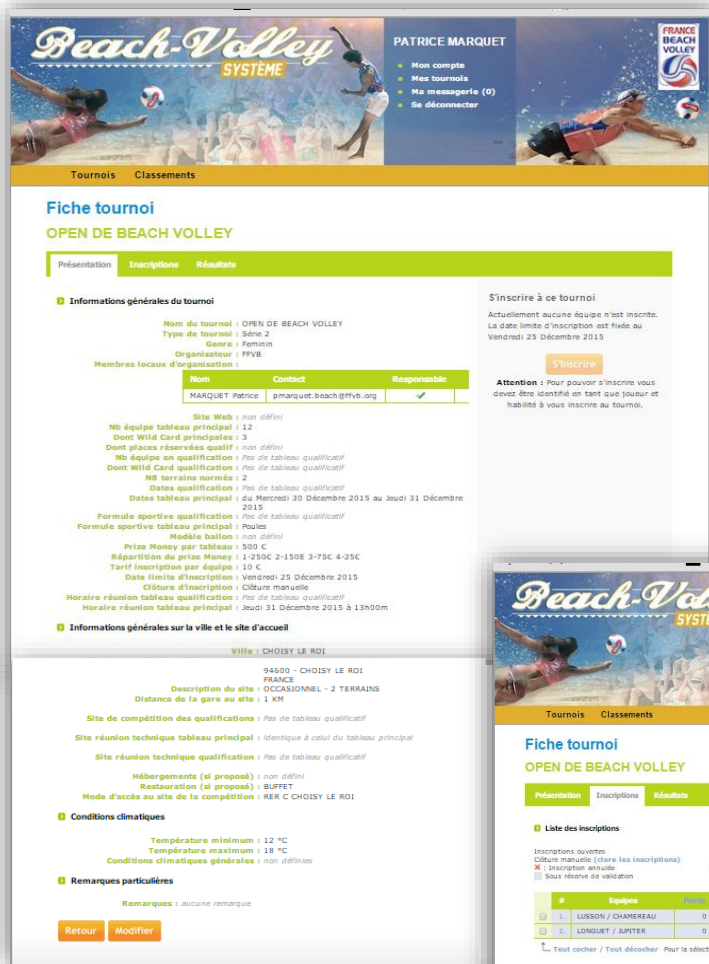 Beach-Volley
SYSTÈME
PATRICE MARQUET
Mon compte
Mes tournois
Ma messagerie (0)
Se déconnecter
FRANCE
BEACH
VOLLEY
Tournois Classements
Fiche tournoi
OPEN DE BEACH VOLLEY
Présentation Inscriptions Résultats
Informations générales du tournoi
Nom du tournoi : OPEN DE BEACH VOLLEY
Type de tournoi : Série 2
Genre : Feminin
Organisateur : FFVB
Membres locaux d'organisation :
Nom Contact Responsable
MARQUET Patrice pmarquet.beach@ffvb.org
Site Web : non défini
Nb équipe tableau principal : 12
Dont Wild Card principales : 3
Dont places réservées qualif : non défini
Nb équipe en qualification : Pas de tableau qualificatif
Dont Wild Card qualification : Pas de tableau qualificatif
NB terrains normés : 2
Dates qualification : Pas de tableau qualificatif
Dates tableau principal : du Mercredi 30 Décembre 2015 au Jeudi 31 Décembre
2015
Formule sportive qualification : Pas de tableau qualificatif
Formule sportive tableau principal : Poules
Modèle ballon : non défini
Prize Money par tableau : 500 €
Répartition du prize Money : 1-250€ 2-150E 3-75€ 4-25€
Tarif inscription par équipe : 10 €
Date limite d'inscription : Vendredi 25 Décembre 2015
Clôture d'inscription : Clôture manuelle
Horaire réunion tableau qualification : Pas de tableau qualificatif
Horaire réunion tableau principal : Jeudi 31 Décembre 2015 à 13h00m
S'inscrire à ce tournoi
Actuellement aucune équipe n'est inscrite.
La date limite d'inscription est fixée au
Vendredi 25 Décembre 2015
S'inscrire
Attention : Pour pouvoir s'inscrire vous
devez être identifié en tant que joueur et
habilité à vous inscrire au tournoi.
Informations générales sur la ville et le site d'accueil
Ville : CHOISY LE ROI
94600 - CHOISY LE ROI
FRANCE
Description du site : OCCASIONNEL - 2 TERRAINS
Distance de la gare au site : 1 KM
Site de compétition des qualifications : Pas de tableau qualificatif
Site réunion technique tableau principal : Identique à celui du tableau principal
Site réunion technique qualification : Pas de tableau qualificatif
Hébergements (si proposé) : non défini
Restauration (si proposé) : BUFFET
Mode d'accès au site de la compétition : RER C CHOISY LE ROI
Conditions climatiques
Température minimum : 12 °C
Température maximum : 18 °C
Conditions climatiques générales : non définies
Remarques particulières
Remarques : aucune remarque
Retour Modifier
Beach-Vol
SYST
Tournois Classements
Fiche tournoi
OPEN DE BEACH VOLLEY
Présentation Inscriptions Résultats
Liste des inscriptions
Inscriptions ouvertes
Clôture manuelle (clore les inscriptions)
: Inscription annulée
Sous réserve de validation
# Equipes Points
1. LUSSON / CHAMEREAU 0
2. LONGUET / JUPITER 0
Tout cocher / Tout décocher Pour la sélect